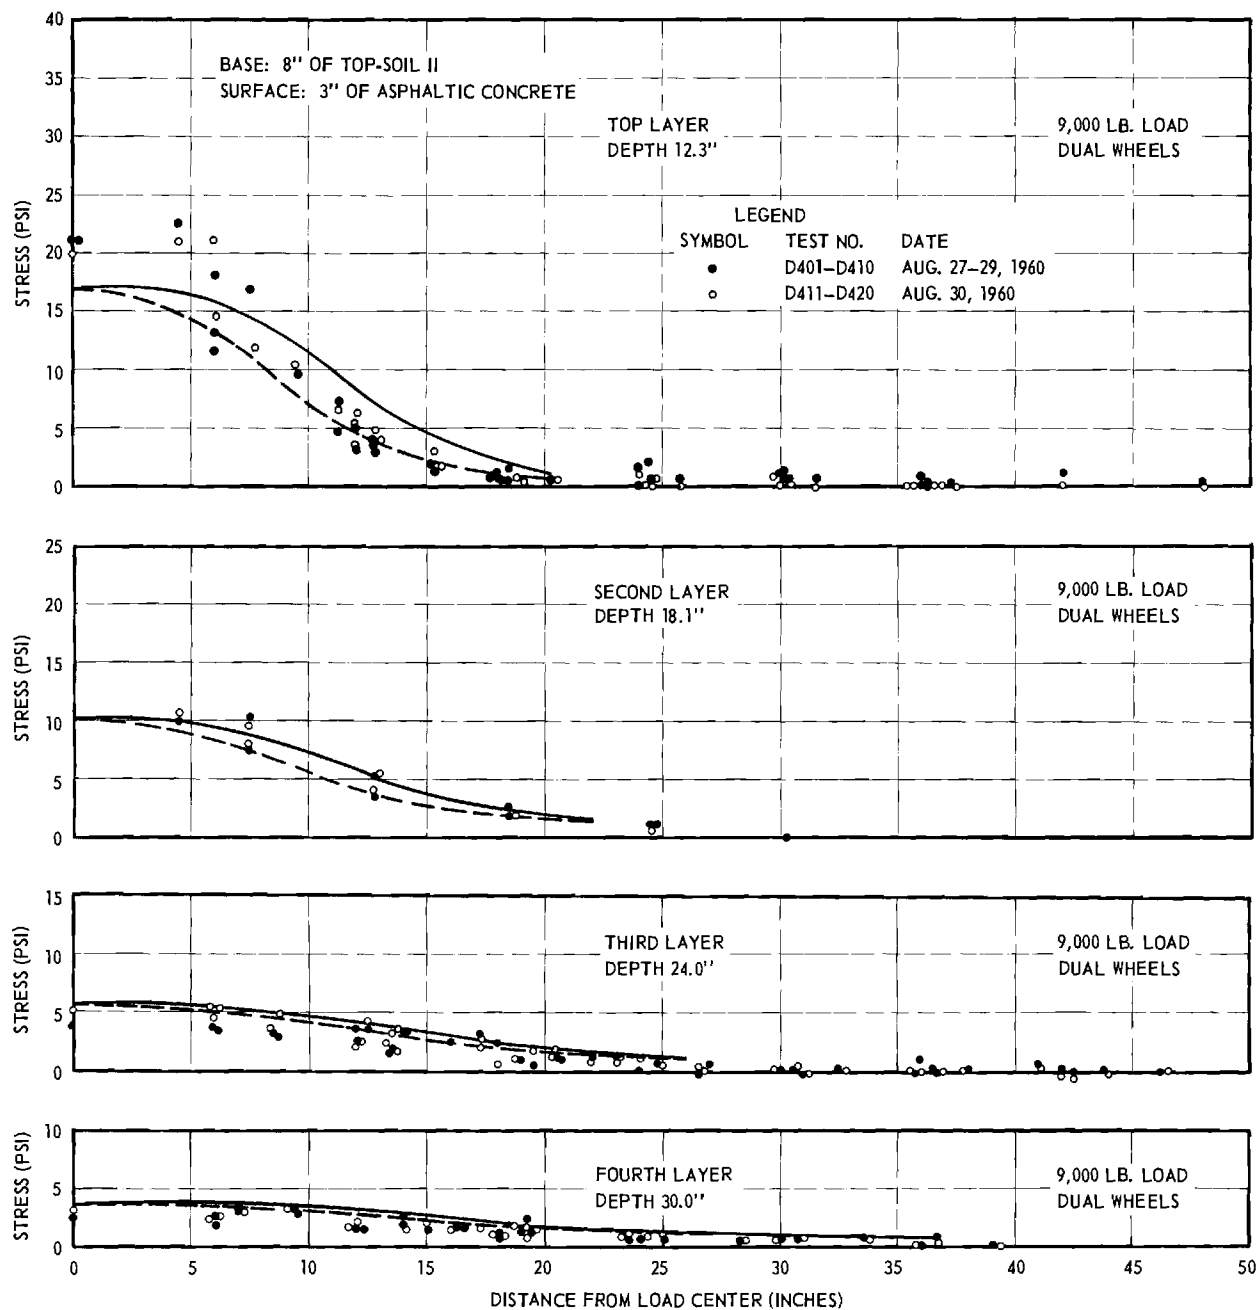 40
35
30
25
20
15
10
5
0
STRESS (PSI)
BASE: 8" OF TOP-SOIL II
SURFACE: 3" OF ASPHALTIC CONCRETE
TOP LAYER
DEPTH 12.3"
9,000 LB. LOAD
DUAL WHEELS
LEGEND
SYMBOL TEST NO. DATE
● D401–D410 AUG. 27–29, 1960
○ D411–D420 AUG. 30, 1960
25
20
15
10
5
0
STRESS (PSI)
SECOND LAYER
DEPTH 18.1"
9,000 LB. LOAD
DUAL WHEELS
15
10
5
0
STRESS (PSI)
THIRD LAYER
DEPTH 24.0"
9,000 LB. LOAD
DUAL WHEELS
10
5
0
STRESS (PSI)
FOURTH LAYER
DEPTH 30.0"
9,000 LB. LOAD
DUAL WHEELS
0 5 10 15 20 25 30 35 40 45 50
DISTANCE FROM LOAD CENTER (INCHES)